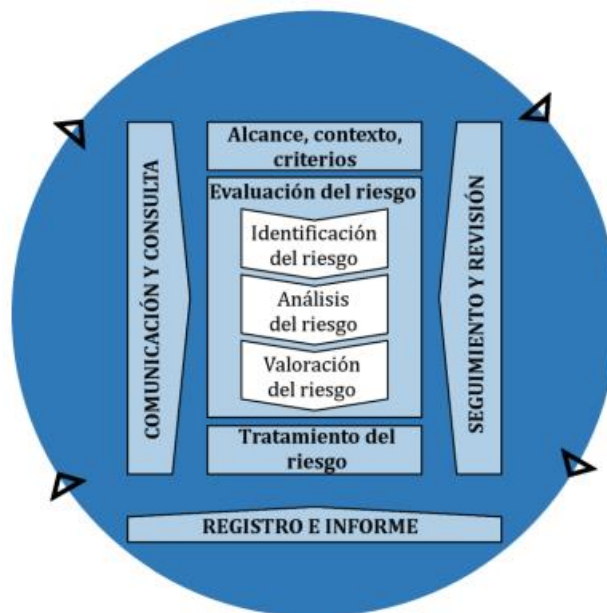 Alcance, contexto,
criterios
Evaluación del riesgo
Identificación
del riesgo
Análisis
del riesgo
Valoración
del riesgo
Tratamiento del
riesgo
COMUNICACIÓN Y CONSULTA
SEGUIMIENTO Y REVISIÓN
REGISTRO E INFORME